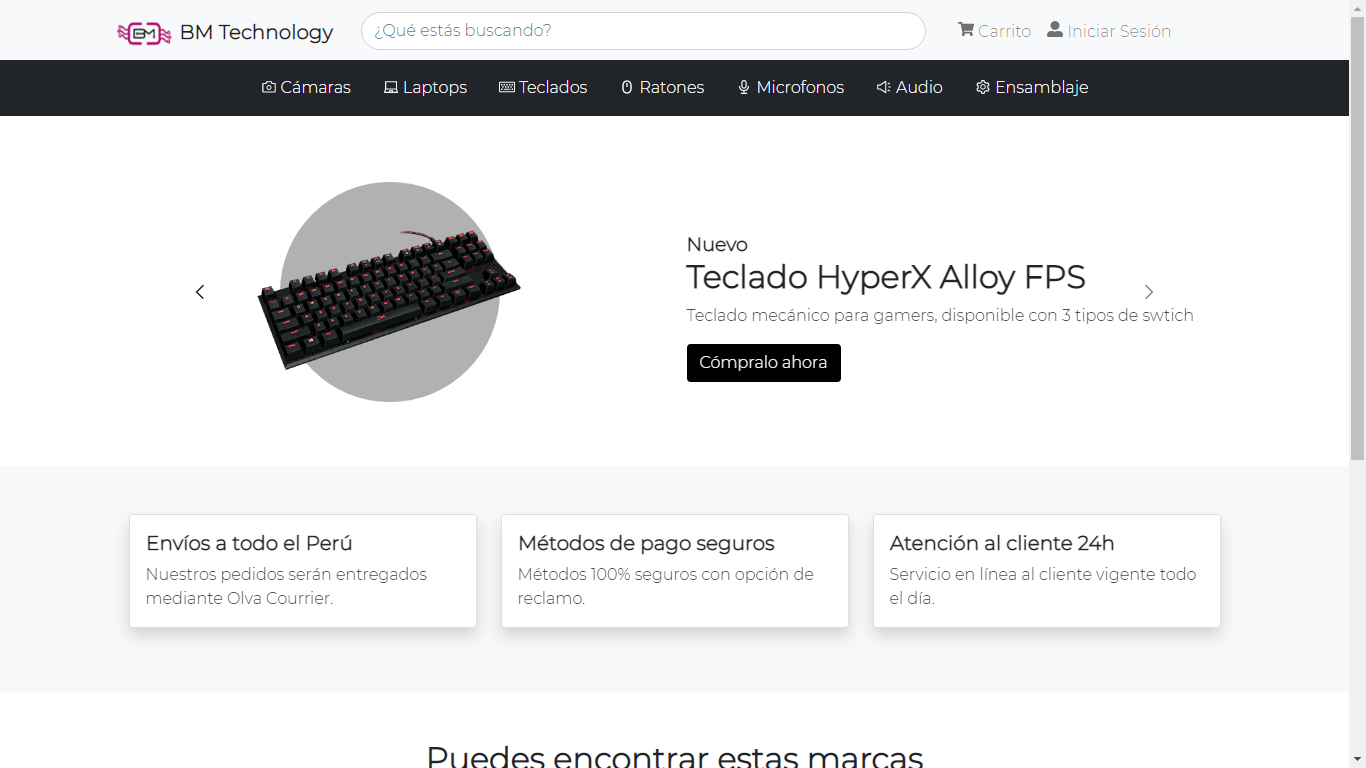 BM BM Technology
¿Qué estás buscando?
Carrito
Iniciar Sesión
Cámaras
Laptops
Teclados
Ratones
Microfonos
Audio
Ensamblaje
Nuevo
Teclado HyperX Alloy FPS
Teclado mecánico para gamers, disponible con 3 tipos de swtich
Cómpralo ahora
Envíos a todo el Perú
Nuestros pedidos serán entregados
mediante Olva Courrier.
Métodos de pago seguros
Métodos 100% seguros con opción de
reclamo.
Atención al cliente 24h
Servicio en línea al cliente vigente todo
el día.
Puedes encontrar estas marcas